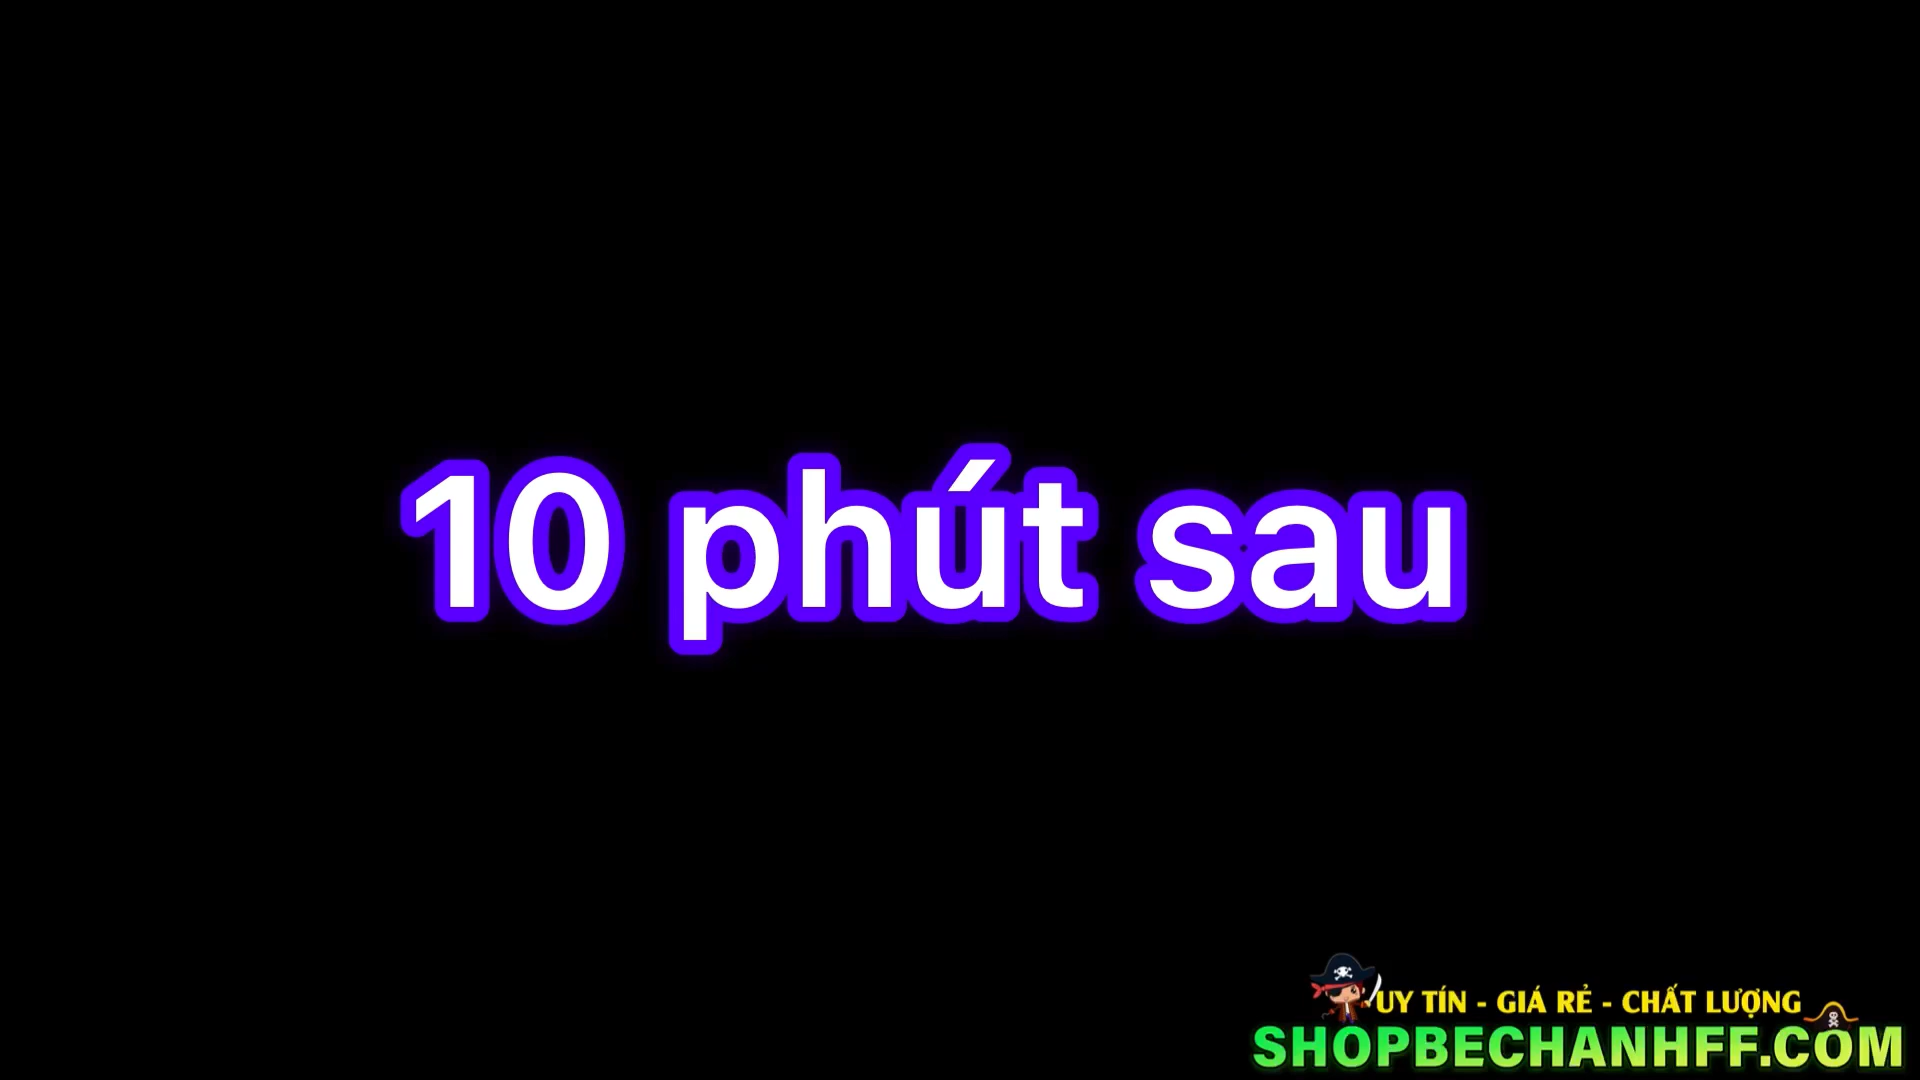 10 phút sau
UY TÍN - GIÁ RẺ - CHẤT LƯỢNG
SHOPBECHANHFF.COM